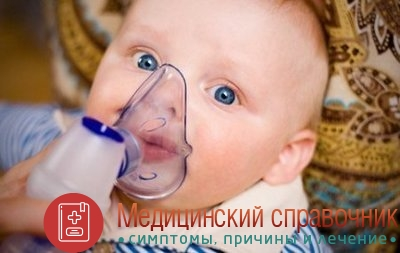 Медицинский справочник
•симптомы, причины и лечение•